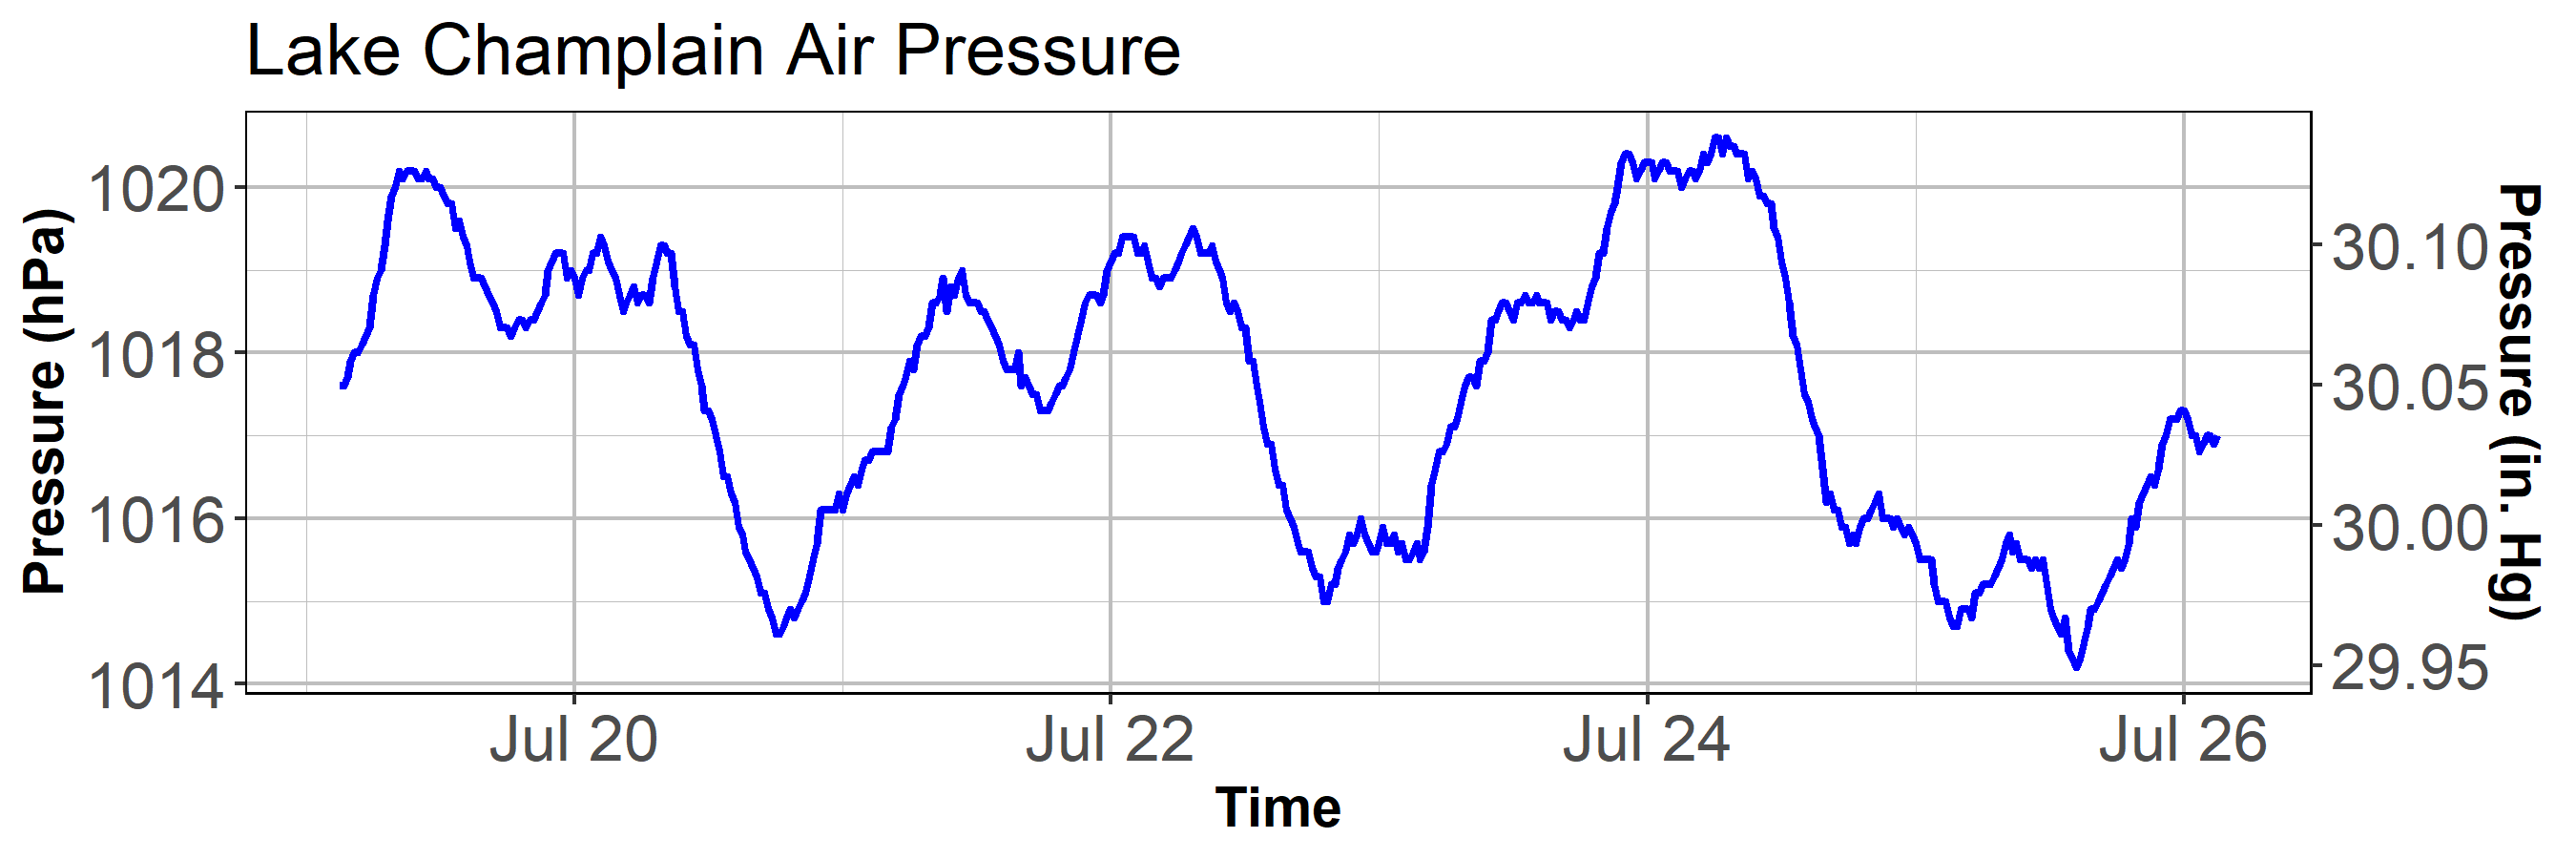 Lake Champlain Air Pressure
Pressure (hPa)
1020
1018
1016
1014
30.10
30.05
30.00
29.95
Pressure (in. Hg)
Jul 20
Jul 22
Jul 24
Jul 26
Time